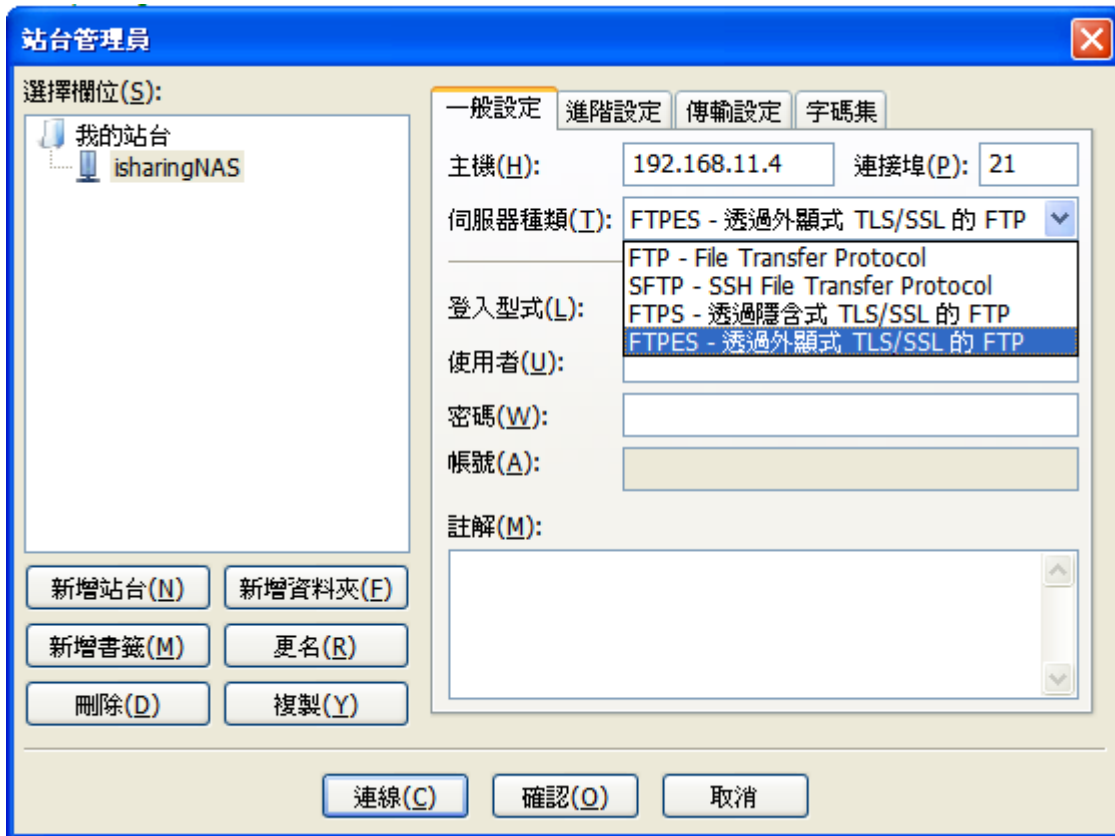 站台管理員
選擇欄位(S):
我的站台
isharingNAS
新增站台(N) 新增資料夾(F)
新增書籤(M) 更名(R)
刪除(D) 複製(Y)
一般設定 進階設定 傳輸設定 字碼集
主機(H): 192.168.11.4 連接埠(P): 21
伺服器種類(T): FTPES - 透過外顯式 TLS/SSL 的 FTP
FTP - File Transfer Protocol
SFTP - SSH File Transfer Protocol
FTPS - 透過隱含式 TLS/SSL 的 FTP
FTPES - 透過外顯式 TLS/SSL 的 FTP
登入型式(L):
使用者(U):
密碼(W):
帳號(A):
註解(M):
連線(C) 確認(O) 取消